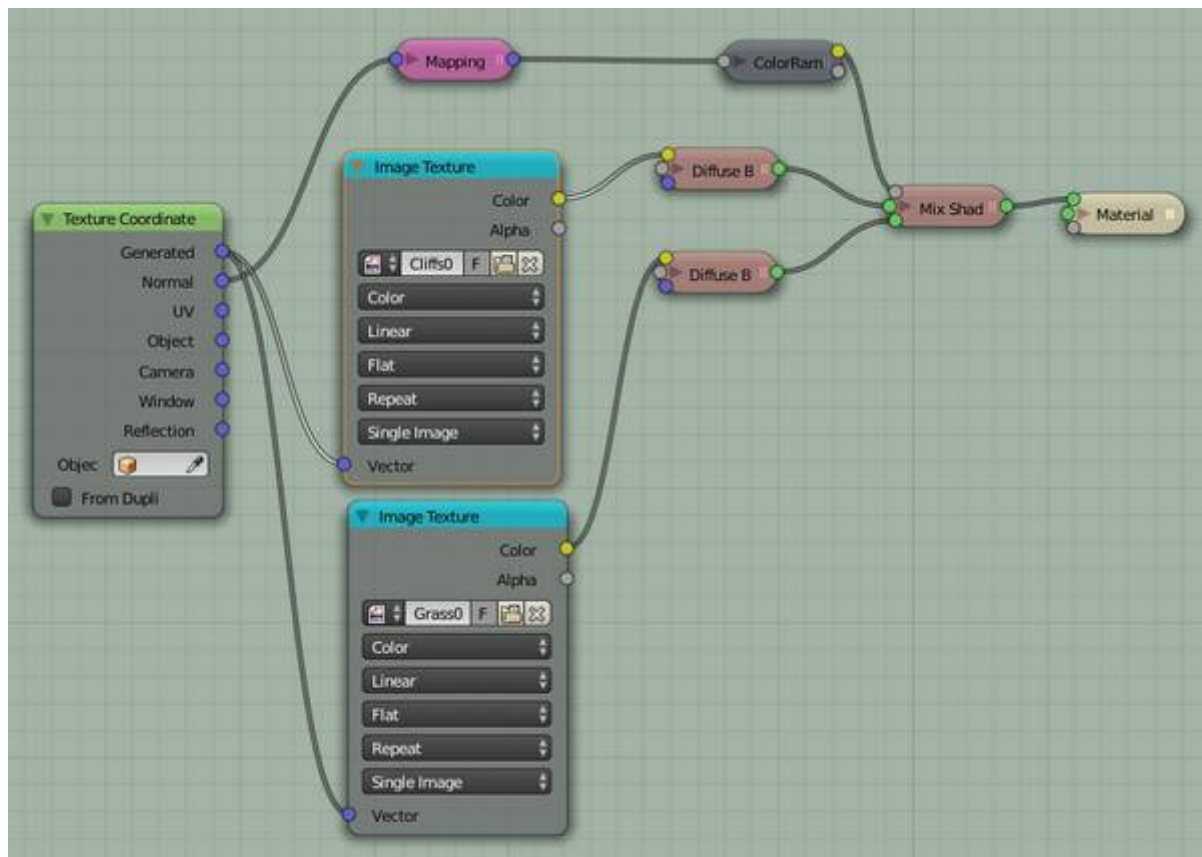 Mapping
ColorRam
Image Texture
Color
Alpha
Cliffs0 F
Color
Linear
Flat
Repeat
Single Image
Vector
Texture Coordinate
Generated
Normal
UV
Object
Camera
Window
Reflection
Objec
From Dupli
Diffuse B
Diffuse B
Mix Shad
Material
Image Texture
Color
Alpha
Grass0 F
Color
Linear
Flat
Repeat
Single Image
Vector